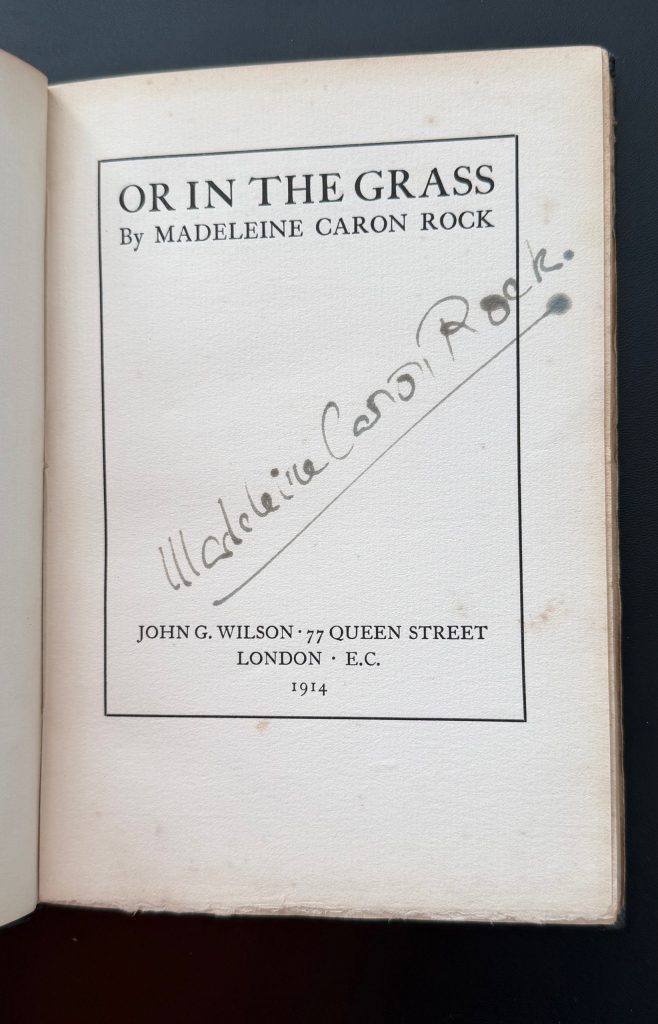 OR IN THE GRASS
By MADELEINE CARON ROCK
Madeleine Caron Rock.
JOHN G. WILSON · 77 QUEEN STREET
LONDON · E.C.
1914